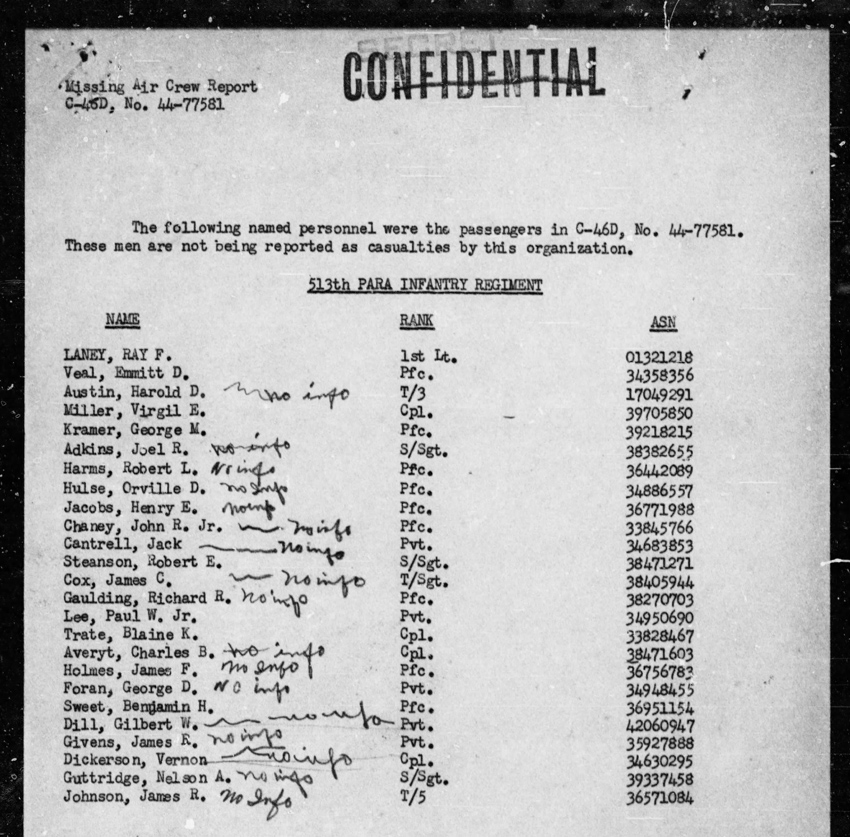 CONFIDENTIAL
Missing Air Crew Report
C-46D, No. 44-77581
The following named personnel were the passengers in C-46D, No. 44-77581.
These men are not being reported as casualties by this organization.
513th PARA INFANTRY REGIMENT
NAME RANK ASN
LANEY, RAY F. 1st Lt. 01321218
Veal, Emmitt D. Pfc. 34358356
Austin, Harold D. no info T/3 17049291
Miller, Virgil E. Cpl. 39705850
Kramer, George M. Pfc. 39218215
Adkins, Joel R. no info S/Sgt. 38382655
Harms, Robert L. No info Pfc. 36442089
Hulse, Orville D. no Info Pfc. 34886557
Jacobs, Henry E. no info Pfc. 36771988
Chaney, John R. Jr. no info Pfc. 33845766
Cantrell, Jack no info Pvt. 34683853
Steanson, Robert E. S/Sgt. 38471271
Cox, James C. no info T/Sgt. 38405944
Gaulding, Richard R. no info Pfc. 38270703
Lee, Paul W. Jr. Pvt. 34950690
Trate, Blaine K. Cpl. 33828467
Averyt, Charles B. no info Cpl. 38471603
Holmes, James F. no Info Pfc. 36756783
Foran, George D. NO info Pvt. 34948455
Sweet, Benjamin H. Pfc. 36951154
Dill, Gilbert W. no info Pvt. 42060947
Givens, James R. no info Pvt. 35927888
Dickerson, Vernon no info Cpl. 34630295
Guttridge, Nelson A. no info S/Sgt. 39337458
Johnson, James R. no Info T/5 36571084